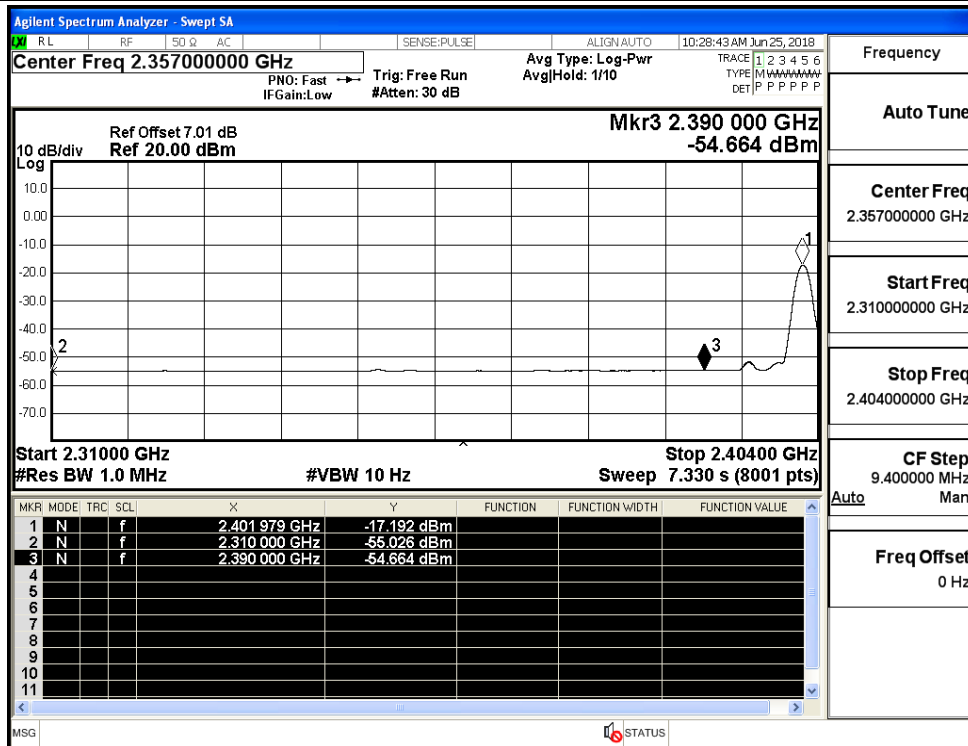 Agilent Spectrum Analyzer - Swept SA
LXI RL RF 50 Ω AC SENSE:PULSE ALIGN AUTO 10:28:43 AM Jun 25, 2018
Center Freq 2.357000000 GHz
PNO: Fast
IFGain:Low
Trig: Free Run
#Atten: 30 dB
Avg Type: Log-Pwr
Avg|Hold: 1/10
TRACE 1 2 3 4 5 6
TYPE M WWWWW
DET P P P P P P
Ref Offset 7.01 dB
10 dB/div Ref 20.00 dBm
Log
Mkr3 2.390 000 GHz
-54.664 dBm
10.0
0.00
-10.0
-20.0
-30.0
-40.0
-50.0
-60.0
-70.0
1
2
3
Start 2.31000 GHz Stop 2.40400 GHz
#Res BW 1.0 MHz #VBW 10 Hz Sweep 7.330 s (8001 pts)
MKR MODE TRC SCL X Y FUNCTION FUNCTION WIDTH FUNCTION VALUE
1 N f 2.401 979 GHz -17.192 dBm
2 N f 2.310 000 GHz -55.026 dBm
3 N f 2.390 000 GHz -54.664 dBm
4
5
6
7
8
9
10
11
MSG STATUS
Frequency
Auto Tune
Center Freq
2.357000000 GHz
Start Freq
2.310000000 GHz
Stop Freq
2.404000000 GHz
CF Step
9.400000 MHz
Auto Man
Freq Offset
0 Hz